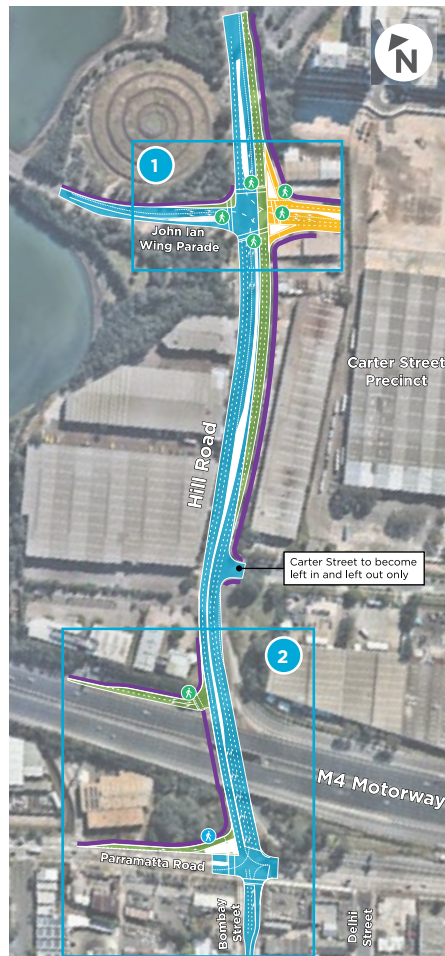 N
1
John Ian
Wing Parade
Carter Street
Precinct
Hill Road
Carter Street to become
left in and left out only
2
M4 Motorway
Parramatta Road
Bombay
Street
Delhi
Street